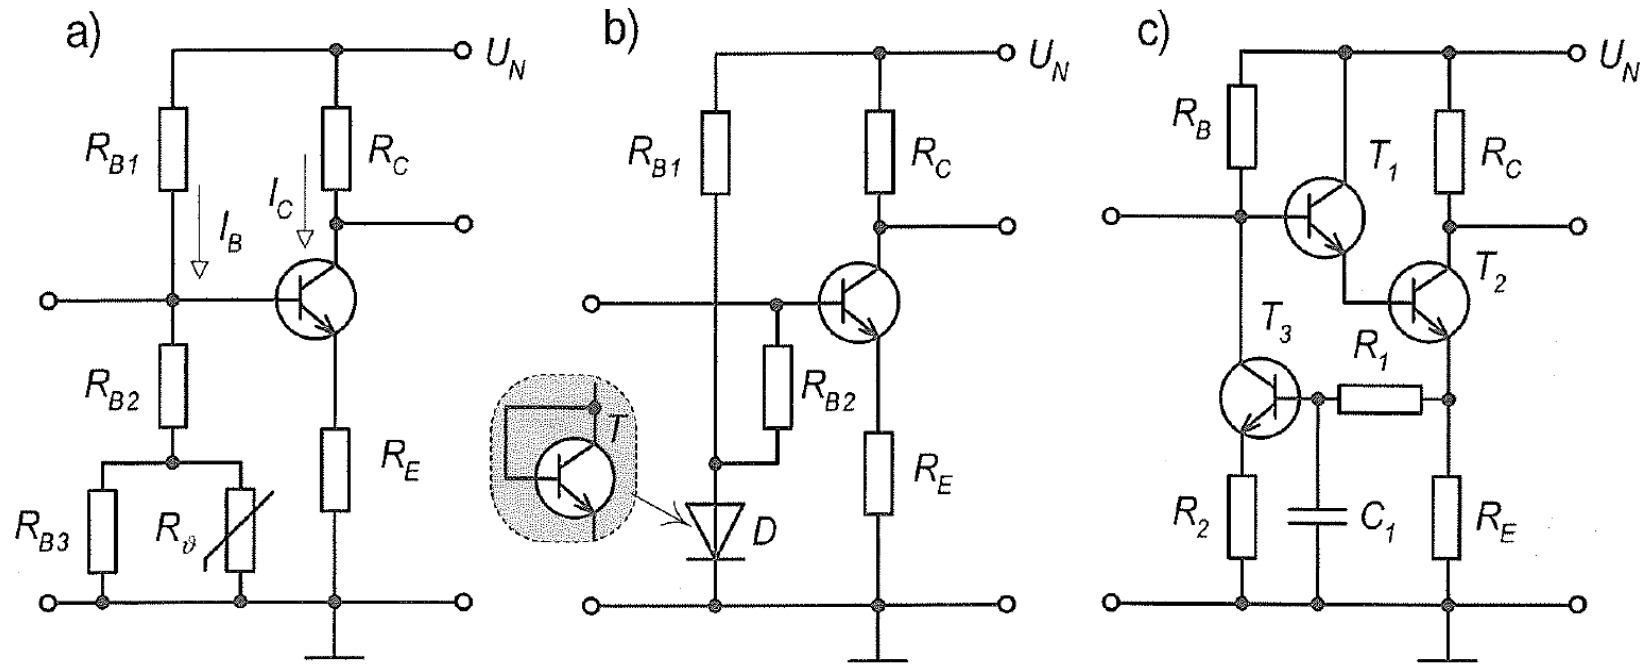 a)
U_N
R_B1
R_C
I_B
I_C
R_B2
R_E
R_B3
R_ϑ
b)
U_N
R_B1
R_C
R_B2
T
R_E
D
c)
U_N
R_B
T_1
R_C
T_2
T_3
R_1
R_2
C_1
R_E